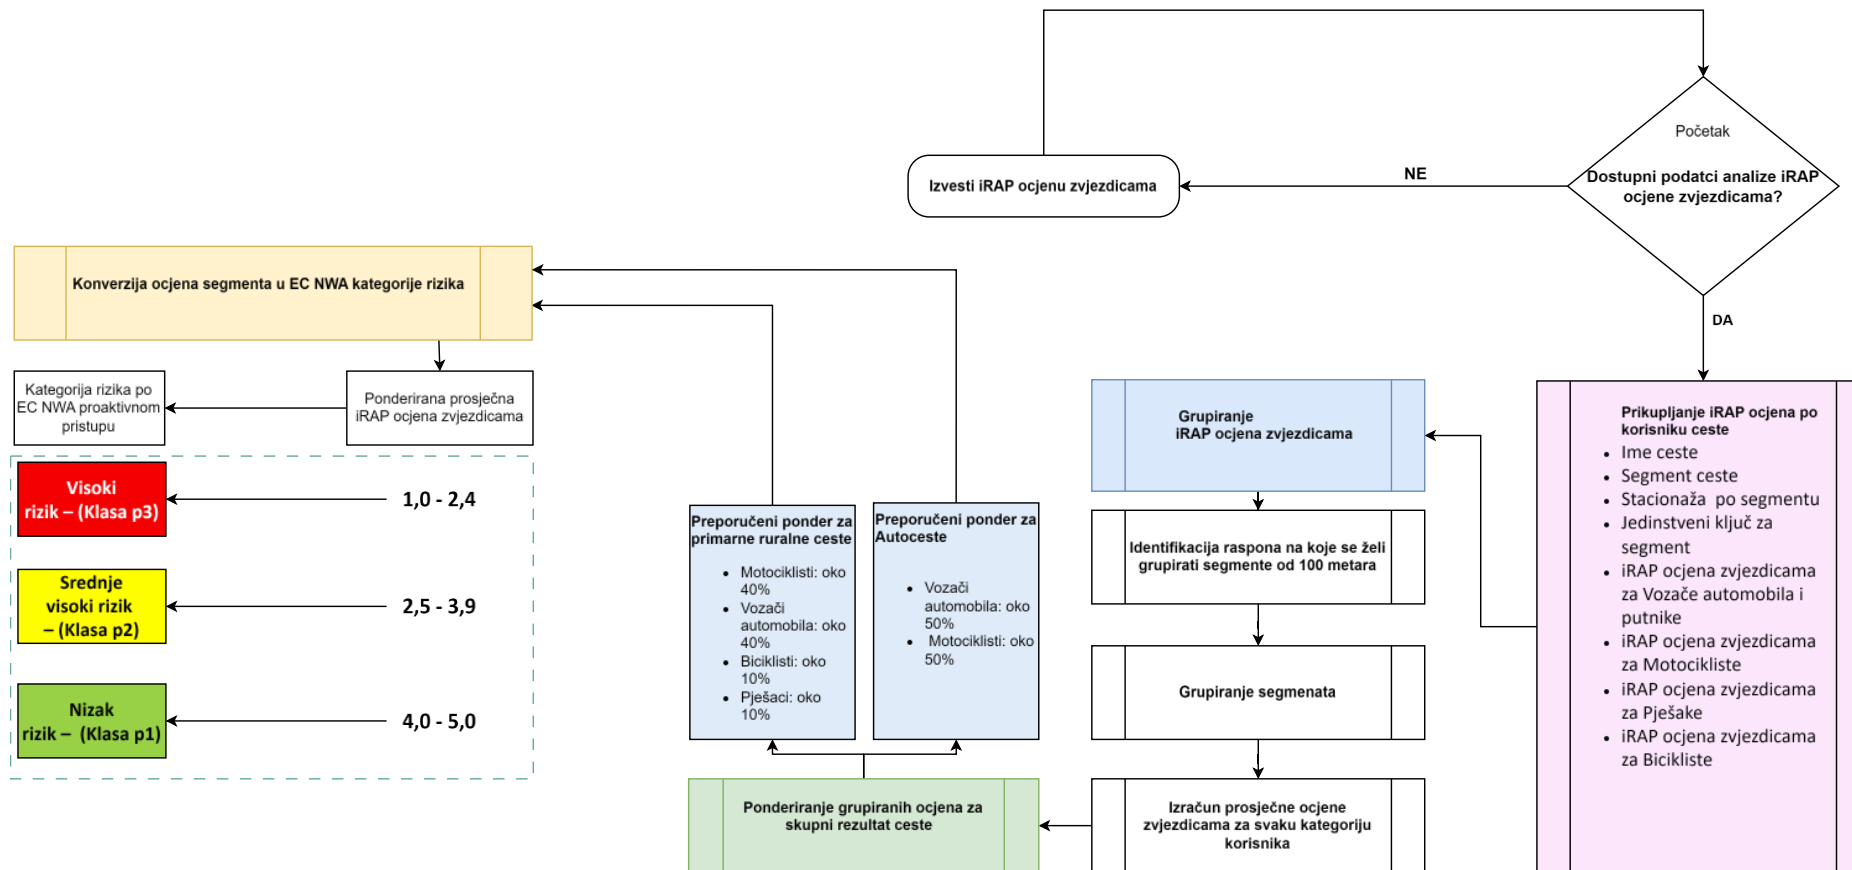 Početak
Dostupni podatci analize iRAP
ocjene zvjezdicama?
NE
Izvesti iRAP ocjenu zvjezdicama
DA
Prikupljanje iRAP ocjena po
korisniku ceste
• Ime ceste
• Segment ceste
• Stacionaža po segmentu
• Jedinstveni ključ za
segment
• iRAP ocjena zvjezdicama
za Vozače automobila i
putnike
• iRAP ocjena zvjezdicama
za Motocikliste
• iRAP ocjena zvjezdicama
za Pješake
• iRAP ocjena zvjezdicama
za Bicikliste
Grupiranje
iRAP ocjena zvjezdicama
Identifikacija raspona na koje se želi
grupirati segmente od 100 metara
Grupiranje segmenata
Izračun prosječne ocjene
zvjezdicama za svaku kategoriju
korisnika
Ponderiranje grupiranih ocjena za
skupni rezultat ceste
Preporučeni ponder za
primarne ruralne ceste
• Motociklisti: oko
40%
• Vozači
automobila: oko
40%
• Biciklisti: oko
10%
• Pješaci: oko
10%
Preporučeni ponder za
Autoceste
• Vozači
automobila: oko
50%
• Motociklisti: oko
50%
Konverzija ocjena segmenta u EC NWA kategorije rizika
Ponderirana prosječna
iRAP ocjena zvjezdicama
Kategorija rizika po
EC NWA proaktivnom
pristupu
Visoki
rizik – (Klasa p3)
1,0 - 2,4
Srednje
visoki rizik
– (Klasa p2)
2,5 - 3,9
Nizak
rizik – (Klasa p1)
4,0 - 5,0